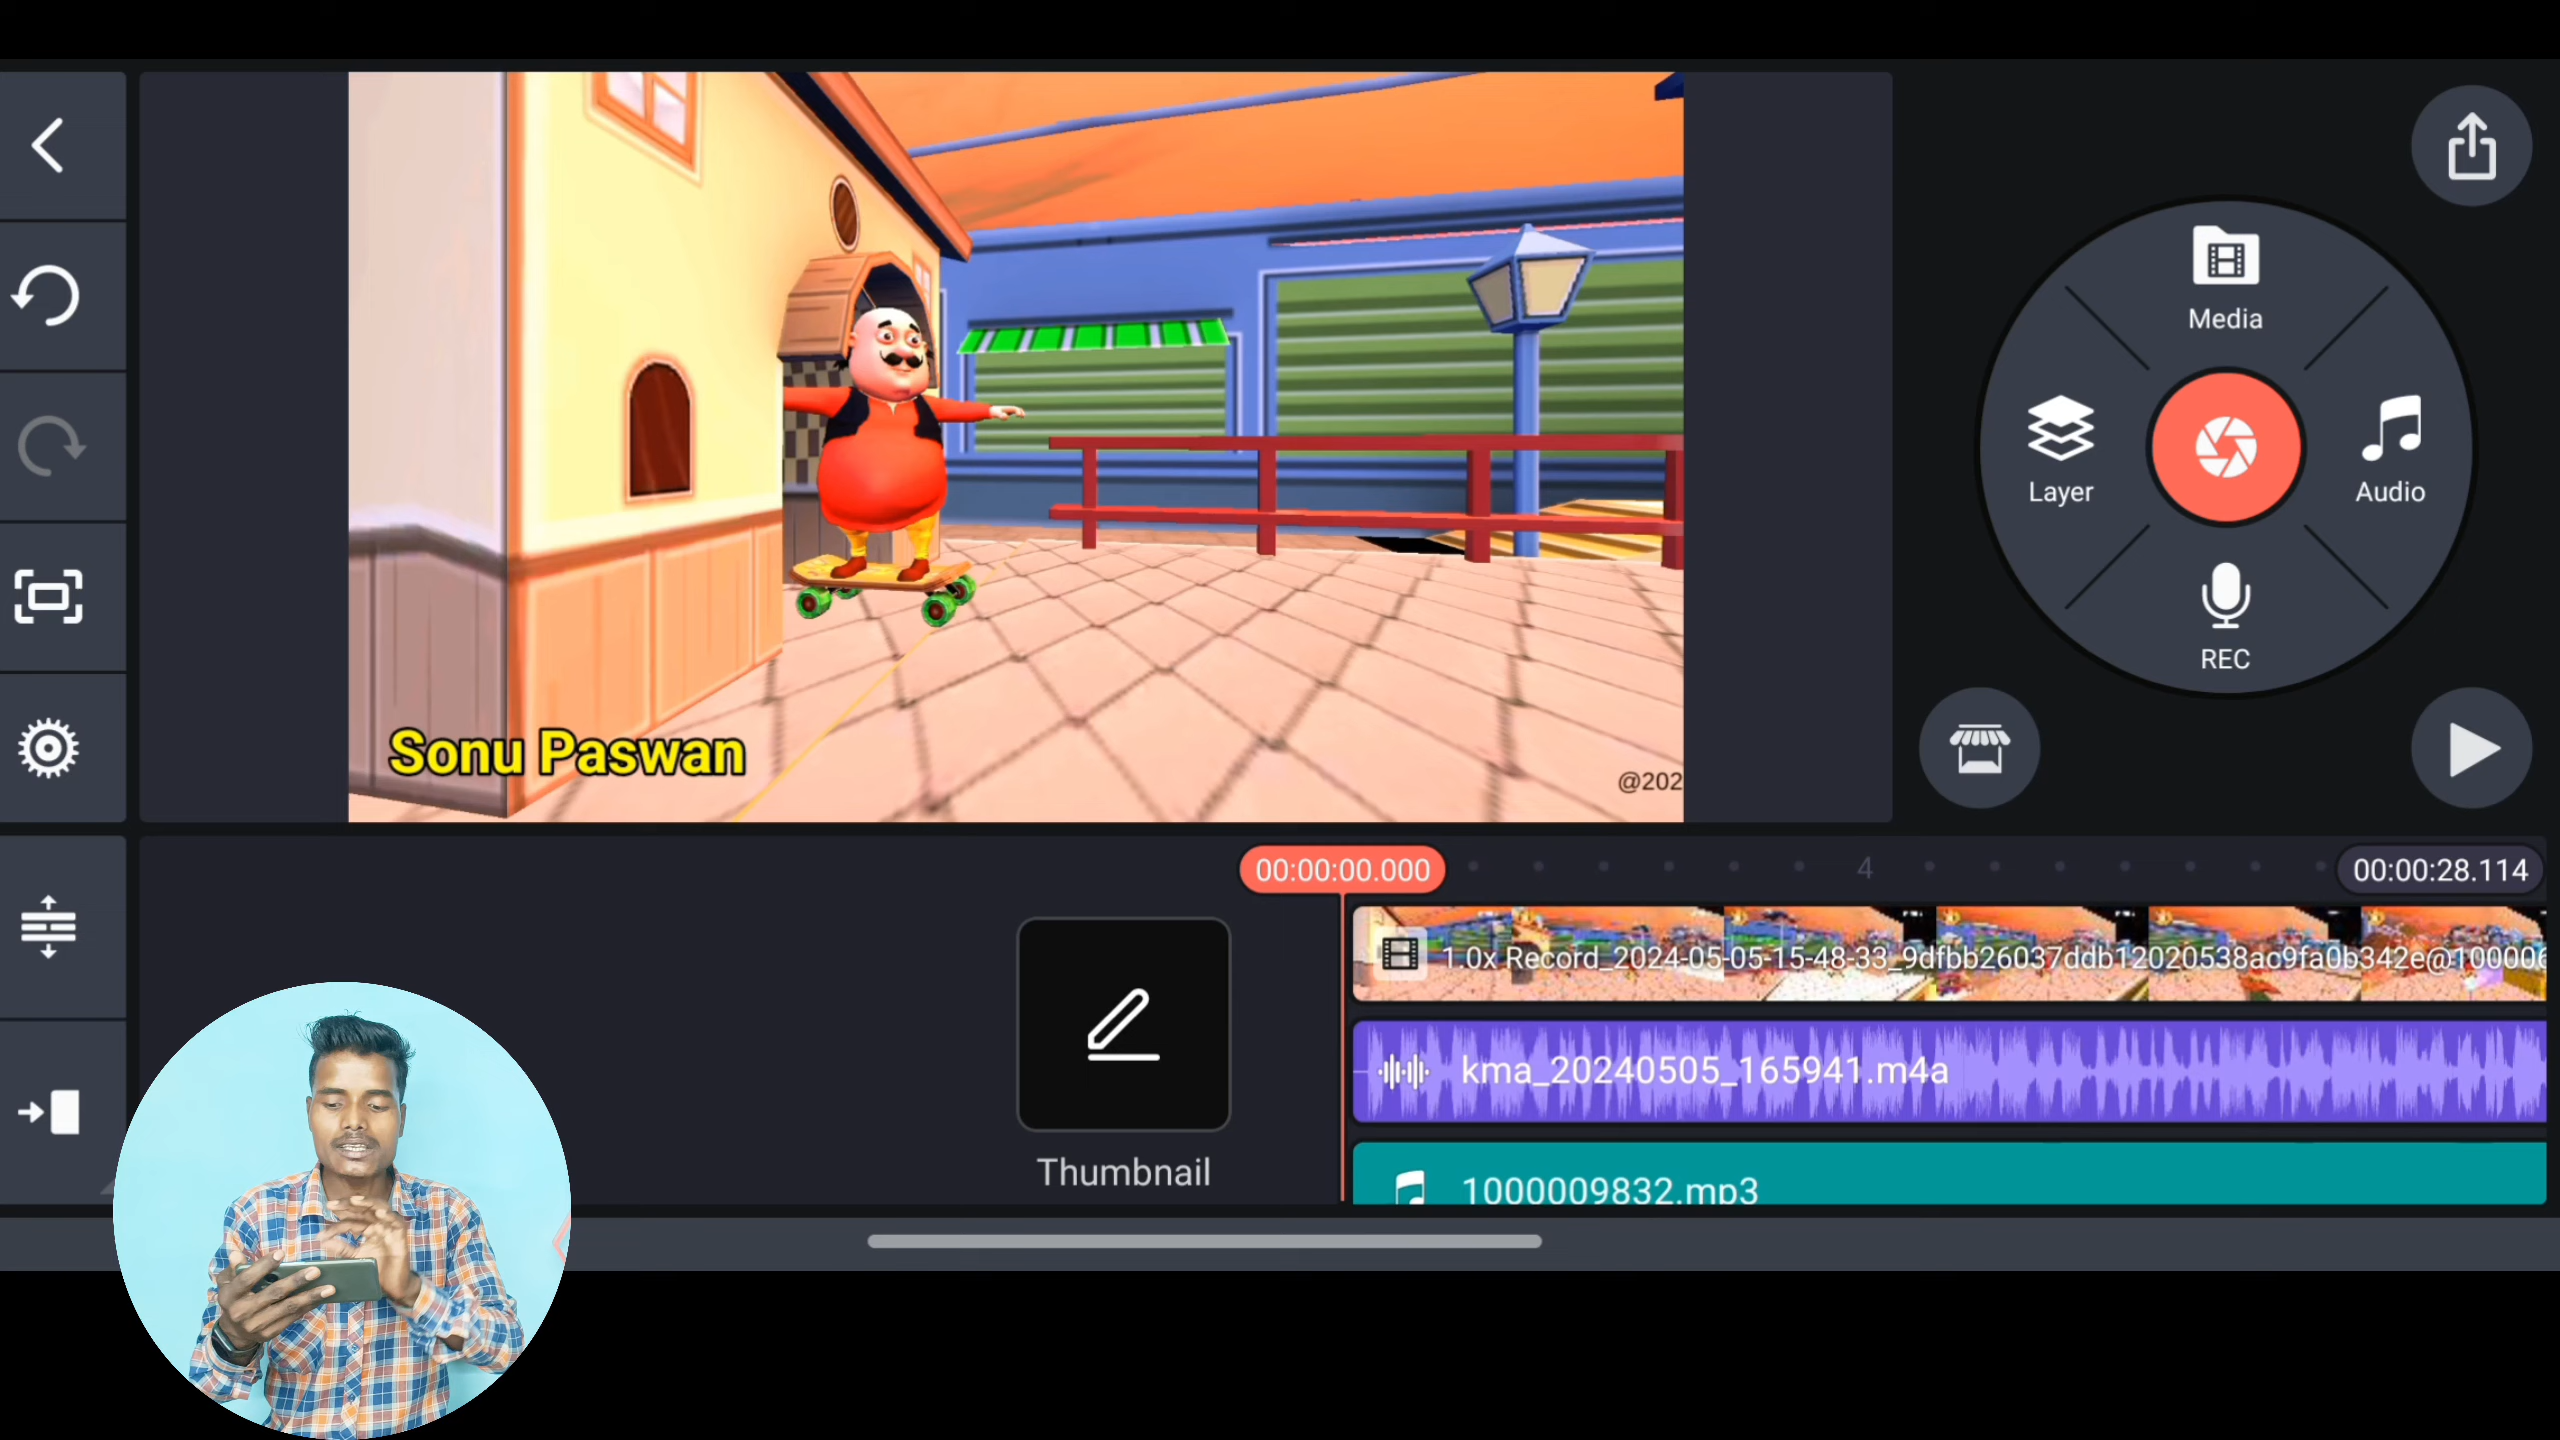 Media
Layer
Audio
REC
Sonu Paswan
@202
00:00:00.000
4
00:00:28.114
1.0x Record_2024-05-05-15-48-33_9dfbb26037ddb12020538ac9fa0b342e@10000
kma_20240505_165941.m4a
Thumbnail
1000009832.mp3